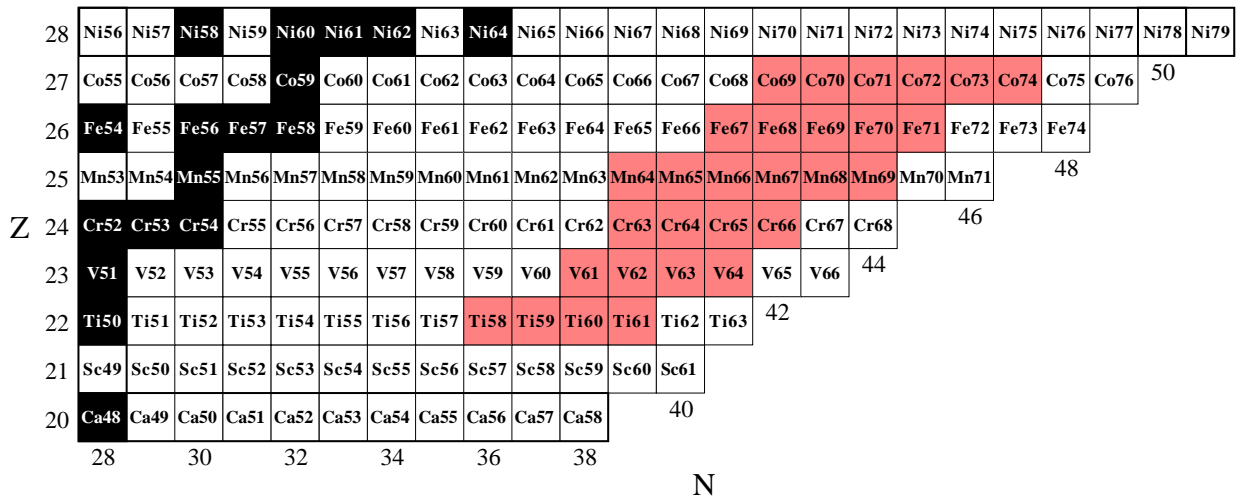 28 Ni56 Ni57 Ni58 Ni59 Ni60 Ni61 Ni62 Ni63 Ni64 Ni65 Ni66 Ni67 Ni68 Ni69 Ni70 Ni71 Ni72 Ni73 Ni74 Ni75 Ni76 Ni77 Ni78 Ni79
27 Co55 Co56 Co57 Co58 Co59 Co60 Co61 Co62 Co63 Co64 Co65 Co66 Co67 Co68 Co69 Co70 Co71 Co72 Co73 Co74 Co75 Co76 50
26 Fe54 Fe55 Fe56 Fe57 Fe58 Fe59 Fe60 Fe61 Fe62 Fe63 Fe64 Fe65 Fe66 Fe67 Fe68 Fe69 Fe70 Fe71 Fe72 Fe73 Fe74
48
25 Mn53 Mn54 Mn55 Mn56 Mn57 Mn58 Mn59 Mn60 Mn61 Mn62 Mn63 Mn64 Mn65 Mn66 Mn67 Mn68 Mn69 Mn70 Mn71
46
Z 24 Cr52 Cr53 Cr54 Cr55 Cr56 Cr57 Cr58 Cr59 Cr60 Cr61 Cr62 Cr63 Cr64 Cr65 Cr66 Cr67 Cr68
44
23 V51 V52 V53 V54 V55 V56 V57 V58 V59 V60 V61 V62 V63 V64 V65 V66
42
22 Ti50 Ti51 Ti52 Ti53 Ti54 Ti55 Ti56 Ti57 Ti58 Ti59 Ti60 Ti61 Ti62 Ti63
21 Sc49 Sc50 Sc51 Sc52 Sc53 Sc54 Sc55 Sc56 Sc57 Sc58 Sc59 Sc60 Sc61
40
20 Ca48 Ca49 Ca50 Ca51 Ca52 Ca53 Ca54 Ca55 Ca56 Ca57 Ca58
28 30 32 34 36 38
N